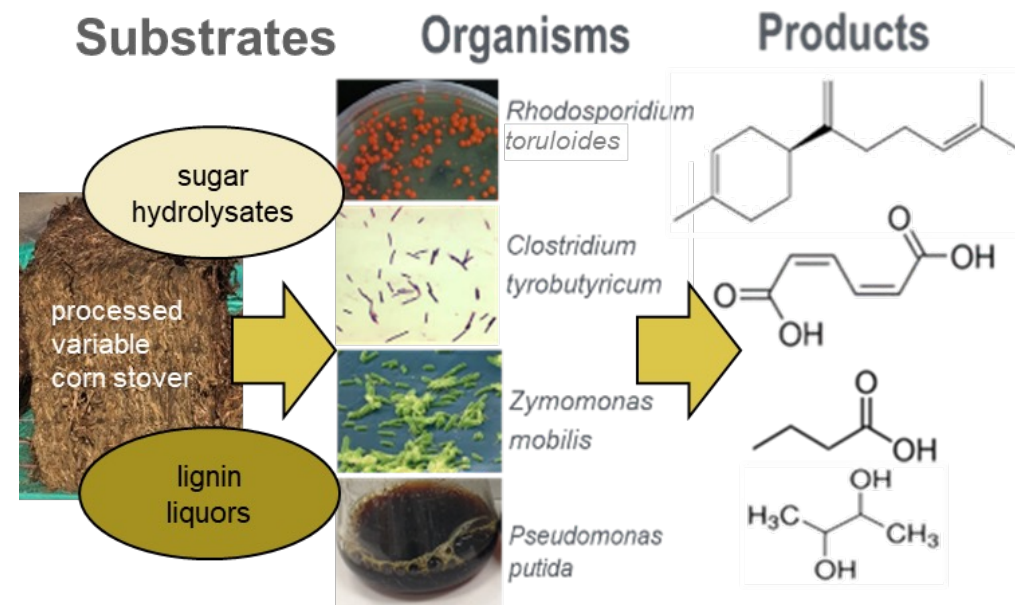 Substrates
Organisms
Products
sugar
hydrolysates
processed
variable
corn stover
lignin
liquors
Rhodosporidium
toruloides
Clostridium
tyrobutyricum
Zymomonas
mobilis
Pseudomonas
putida
O
OH
O
OH
O
OH
OH
H₃C
CH₃
OH